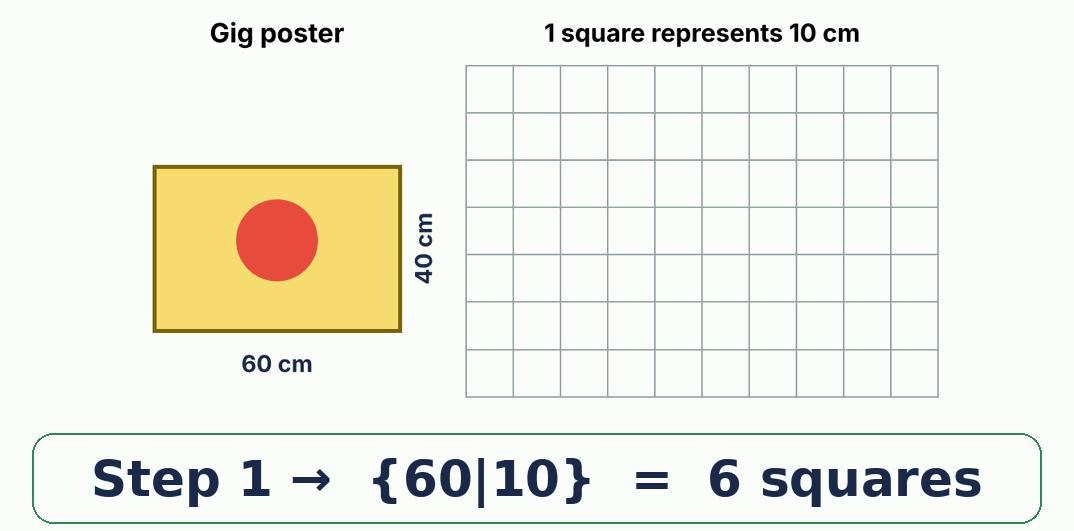 Gig poster
1 square represents 10 cm
40 cm
60 cm
Step 1 → {60|10} = 6 squares